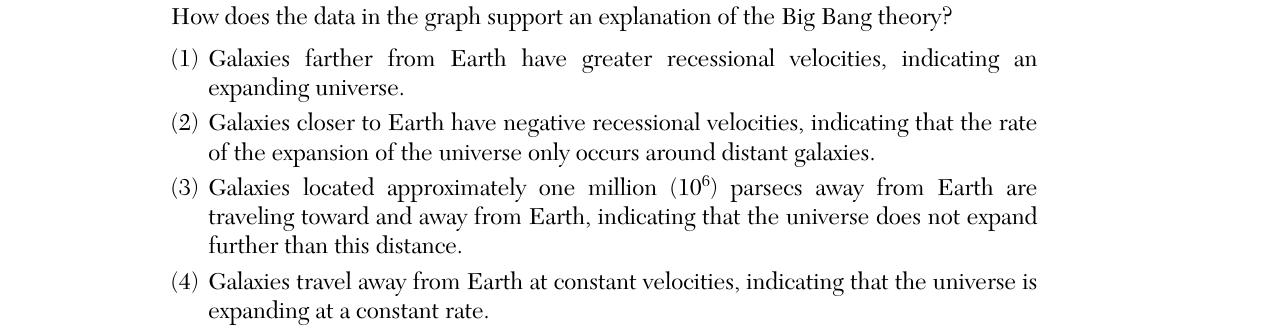 How does the data in the graph support an explanation of the Big Bang theory?
(1) Galaxies farther from Earth have greater recessional velocities, indicating an
expanding universe.
(2) Galaxies closer to Earth have negative recessional velocities, indicating that the rate
of the expansion of the universe only occurs around distant galaxies.
(3) Galaxies located approximately one million (10⁶) parsecs away from Earth are
traveling toward and away from Earth, indicating that the universe does not expand
further than this distance.
(4) Galaxies travel away from Earth at constant velocities, indicating that the universe is
expanding at a constant rate.